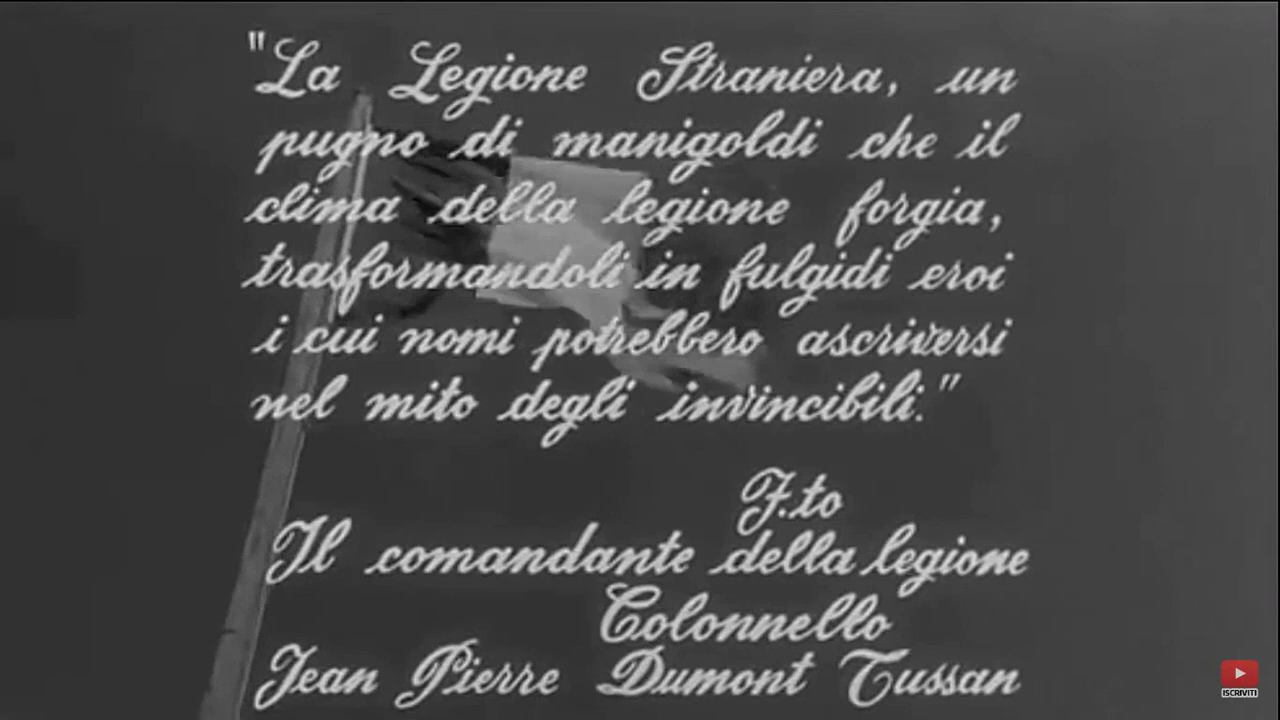 "La Legione Straniera, un
pugno di manigoldi che il
clima della legione forgia,
trasformandoli in fulgidi eroi
i cui nomi potrebbero ascriversi
nel mito degli invincibili."
F.to
Il comandante della legione
Colonnello
Jean Pierre Dumont Tussan
ISCRIVITI